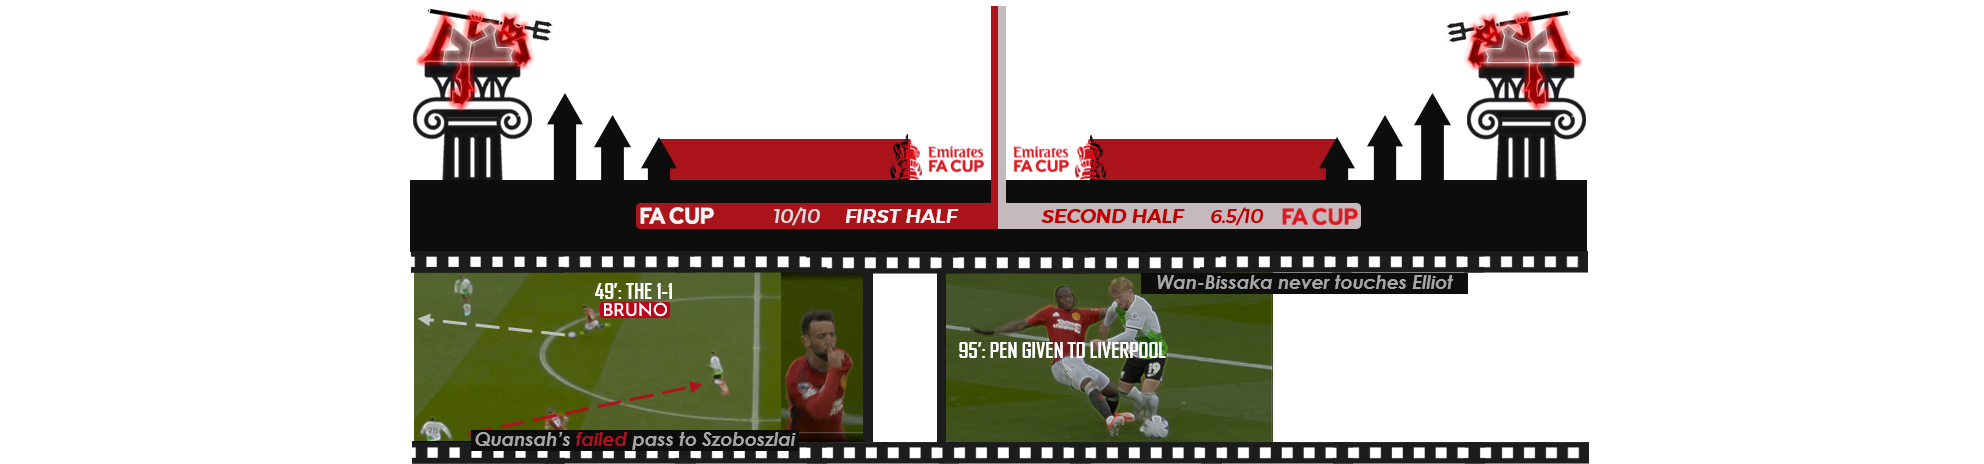 Emirates
FA CUP
Emirates
FA CUP
FA CUP 10/10 FIRST HALF
SECOND HALF 6.5/10 FA CUP
49': THE 1-1
BRUNO
Quansah's failed pass to Szoboszlai
Wan-Bissaka never touches Elliot
95': PEN GIVEN TO LIVERPOOL
19